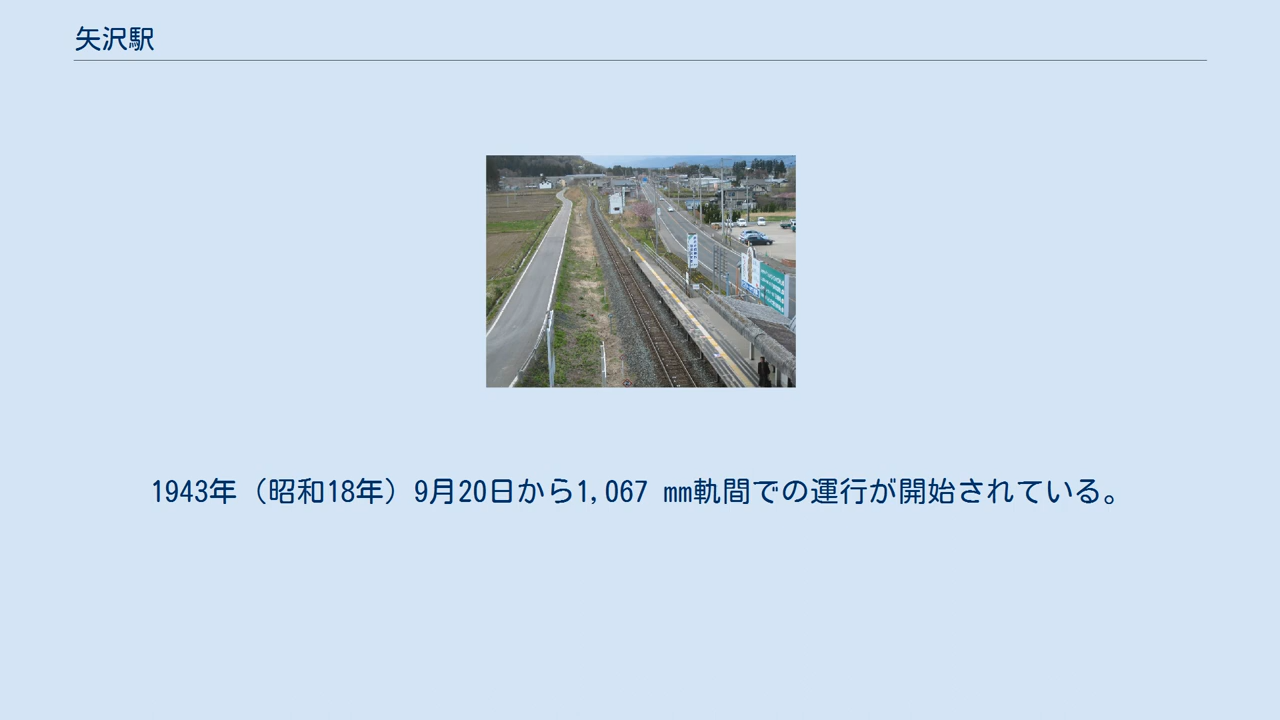 矢沢駅
1943年（昭和18年）9月20日から1,067 mm軌間での運行が開始されている。